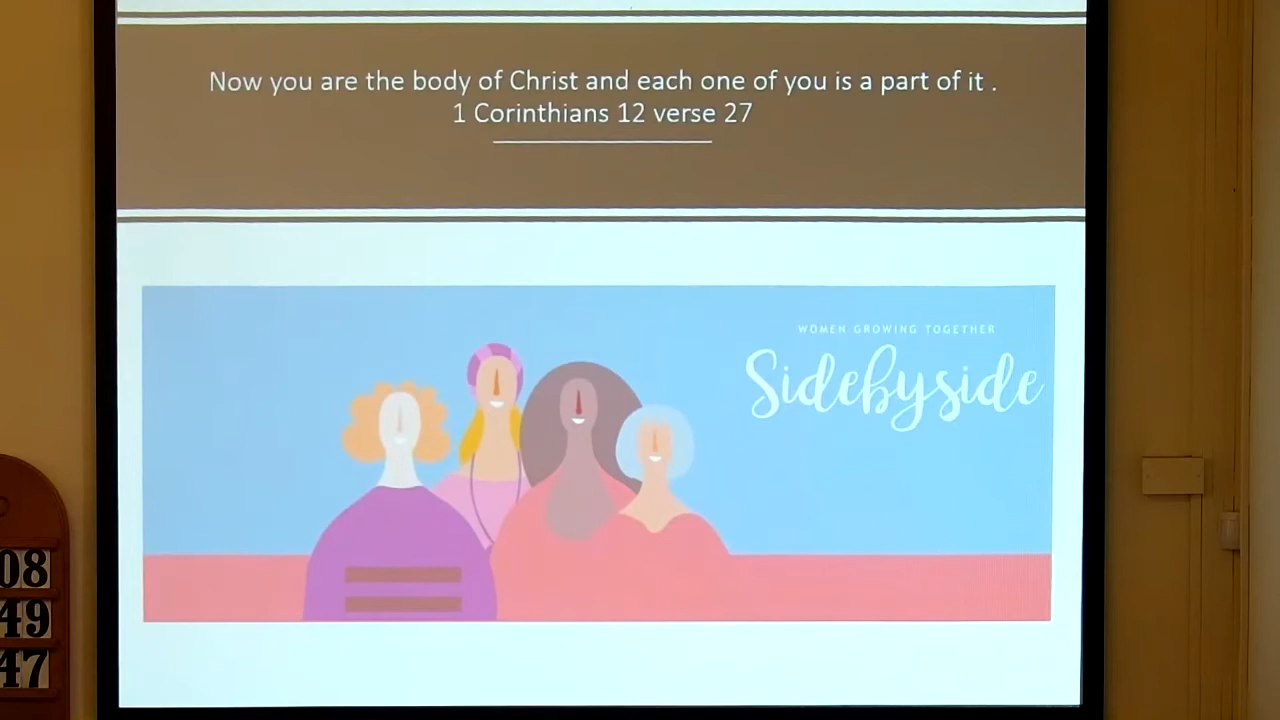 Now you are the body of Christ and each one of you is a part of it .
1 Corinthians 12 verse 27
WOMEN GROWING TOGETHER
Sidebyside
08
49
47